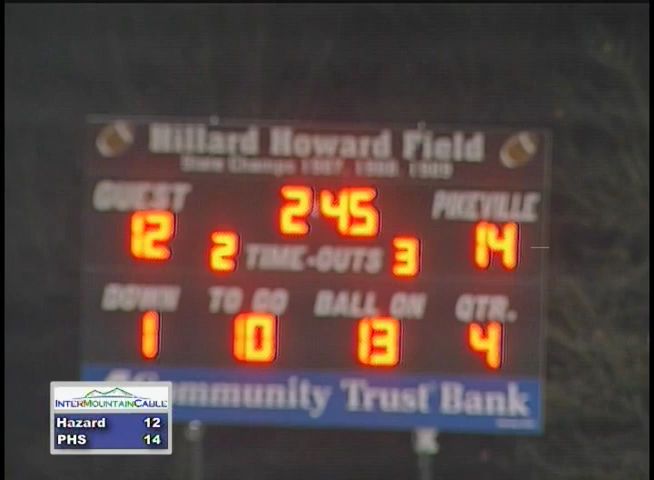 Hillard Howard Field
State Champs 1987, 1988, 1989
GUEST 2:45 PIKEVILLE
12 2 TIME-OUTS 3 14
DOWN TO GO BALL ON QTR.
1 10 13 4
Community Trust Bank
INTERMOUNTAINCABLE
Hazard 12
PHS 14